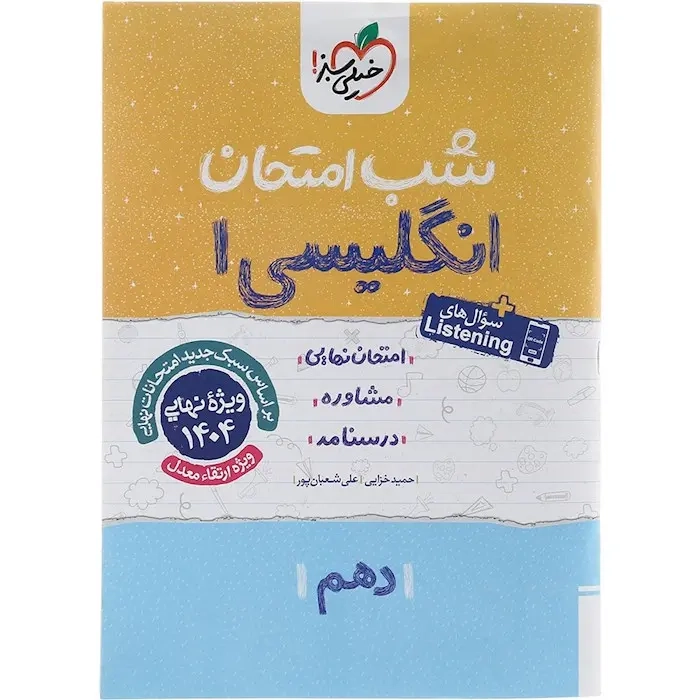 خیلی سبز!
شب امتحان
انگلیسی ۱
+ سؤال‌های
Listening
امتحان نهایی
مشاوره
درسنامه
حمید خزایی | علی شعبان‌پور
بر اساس سبک جدید امتحانات نهایی
ویژهٔ نهایی
۱۴۰۴
ویژه ارتقاء معدل
دهم